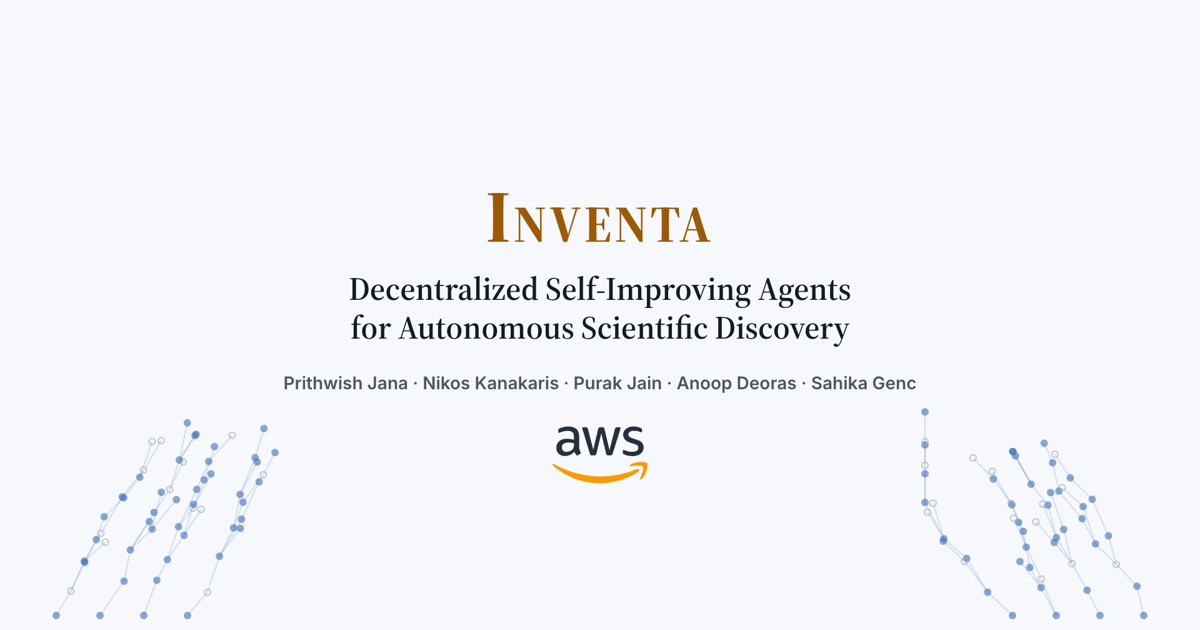 INVENTA
Decentralized Self-Improving Agents
for Autonomous Scientific Discovery
Prithwish Jana · Nikos Kanakaris · Purak Jain · Anoop Deoras · Sahika Genc
aws